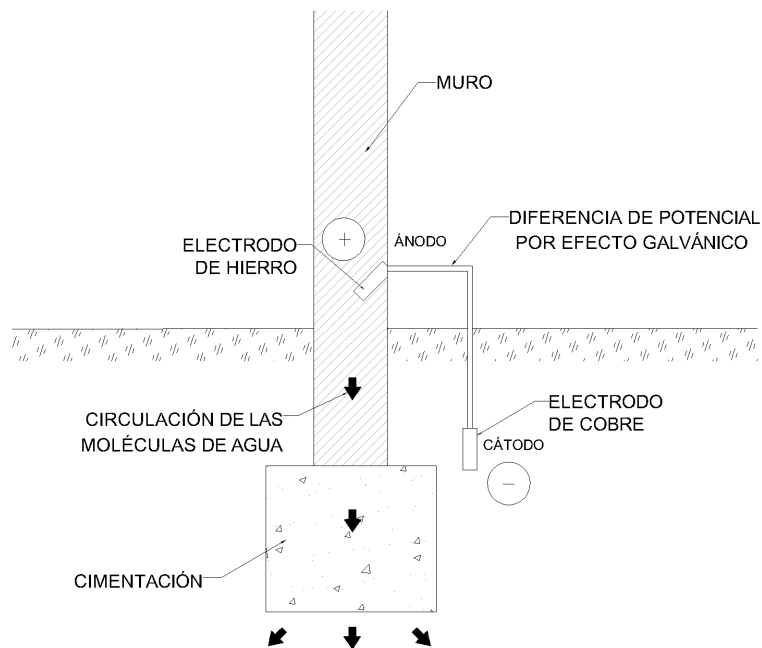 MURO
DIFERENCIA DE POTENCIAL
POR EFECTO GALVÁNICO
ELECTRODO
DE HIERRO
+
ÁNODO
CIRCULACIÓN DE LAS
MOLÉCULAS DE AGUA
ELECTRODO
DE COBRE
CÁTODO
−
CIMENTACIÓN